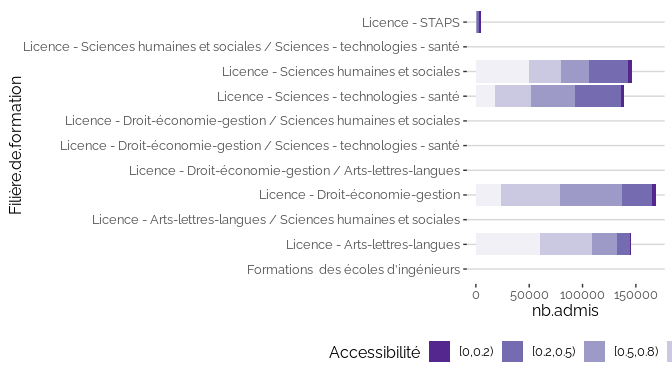 Filière.de.formation
Licence - STAPS
Licence - Sciences humaines et sociales / Sciences - technologies - santé
Licence - Sciences humaines et sociales
Licence - Sciences - technologies - santé
Licence - Droit-économie-gestion / Sciences humaines et sociales
Licence - Droit-économie-gestion / Sciences - technologies - santé
Licence - Droit-économie-gestion / Arts-lettres-langues
Licence - Droit-économie-gestion
Licence - Arts-lettres-langues / Sciences humaines et sociales
Licence - Arts-lettres-langues
Formations  des écoles d'ingénieurs
0 50000 100000 150000
nb.admis
Accessibilité [0,0.2) [0.2,0.5) [0.5,0.8)